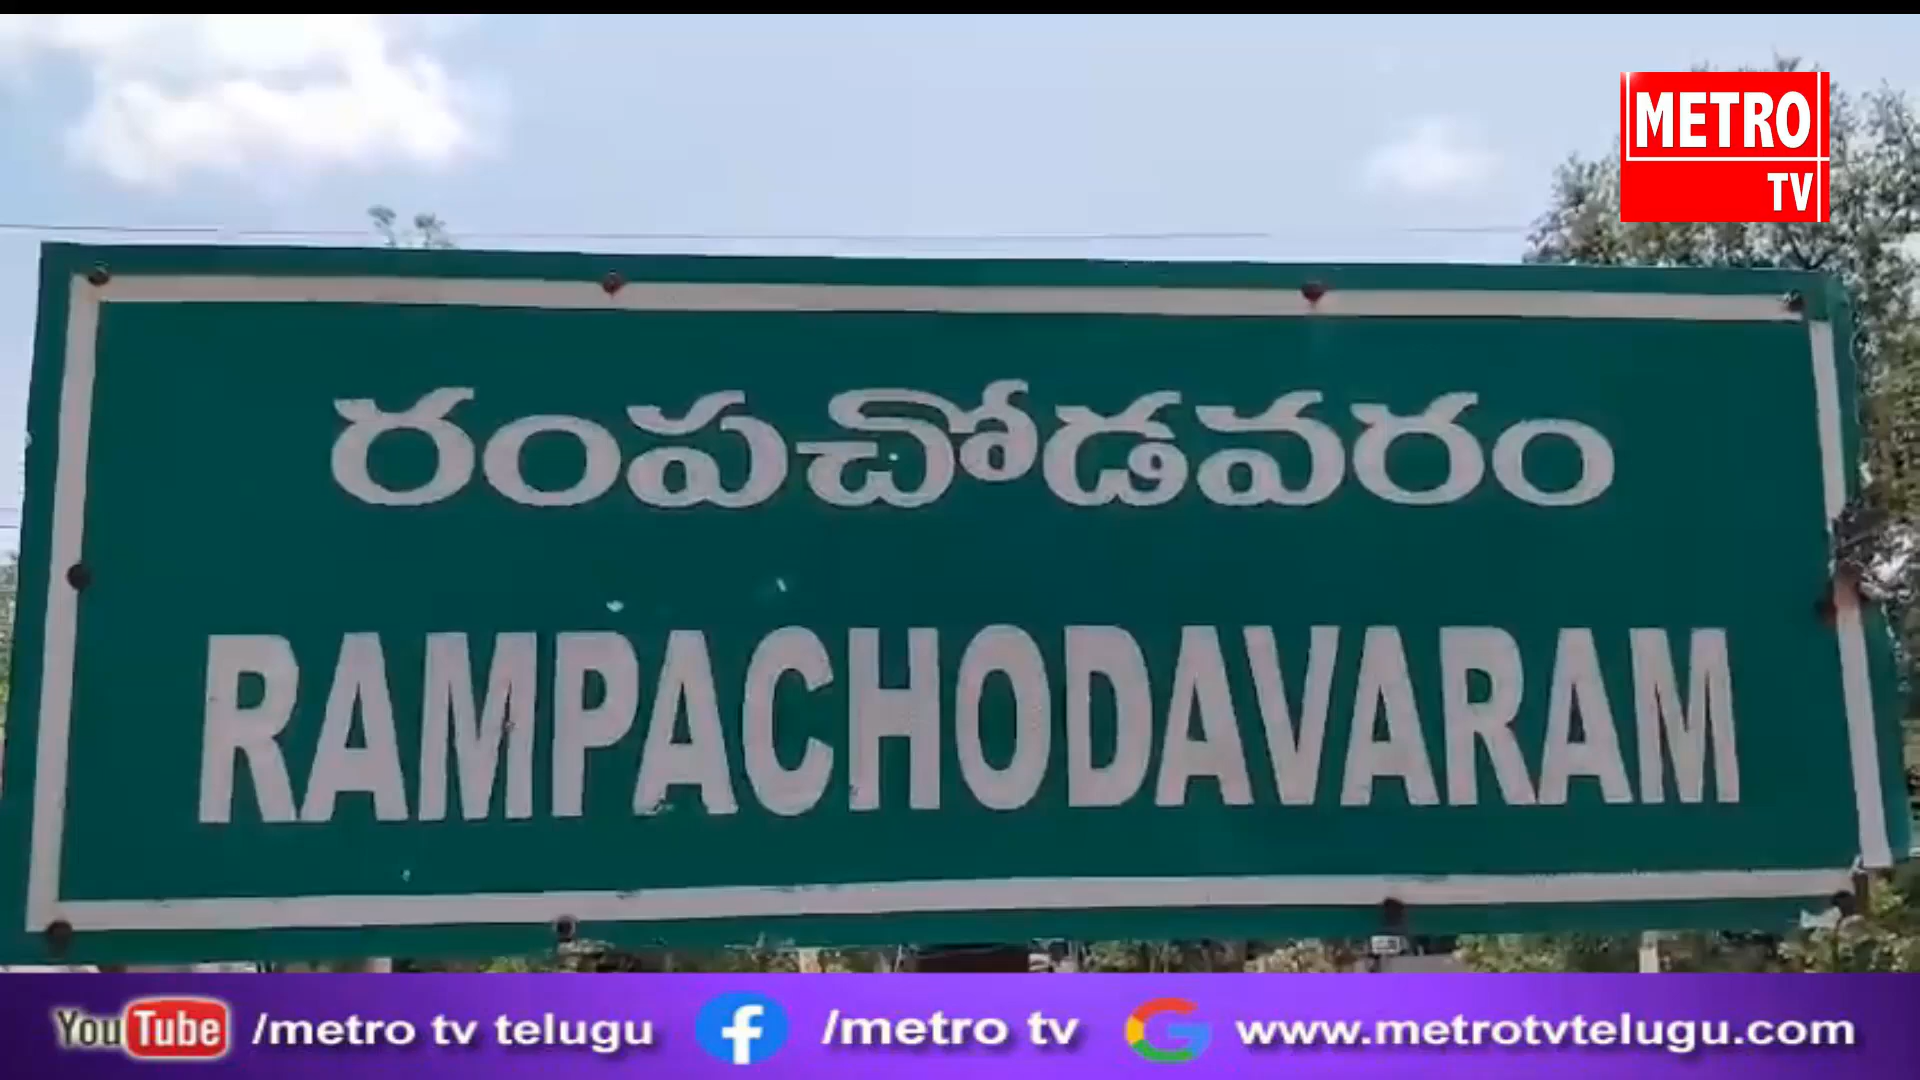 METRO
TV
రంపచోడవరం
RAMPACHODAVARAM
YouTube /metro tv telugu f /metro tv G www.metrotvtelugu.com